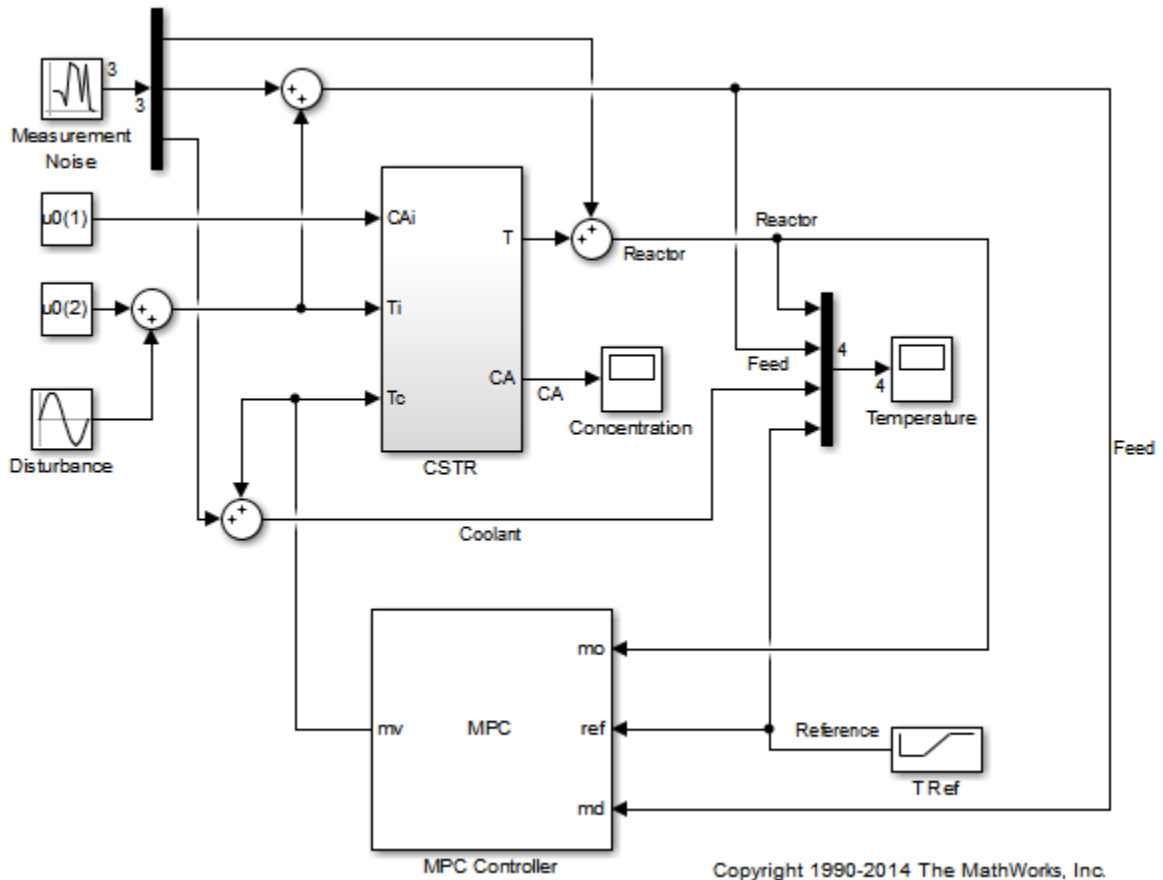 3
3
Measurement
Noise
u0(1)
CAi
T
Reactor
Reactor
u0(2)
Ti
4
Feed
4
CA
CA
Tc
Concentration
Temperature
Disturbance
CSTR
Feed
Coolant
mo
mv
MPC
ref
Reference
T Ref
md
MPC Controller
Copyright 1990-2014 The MathWorks, Inc.